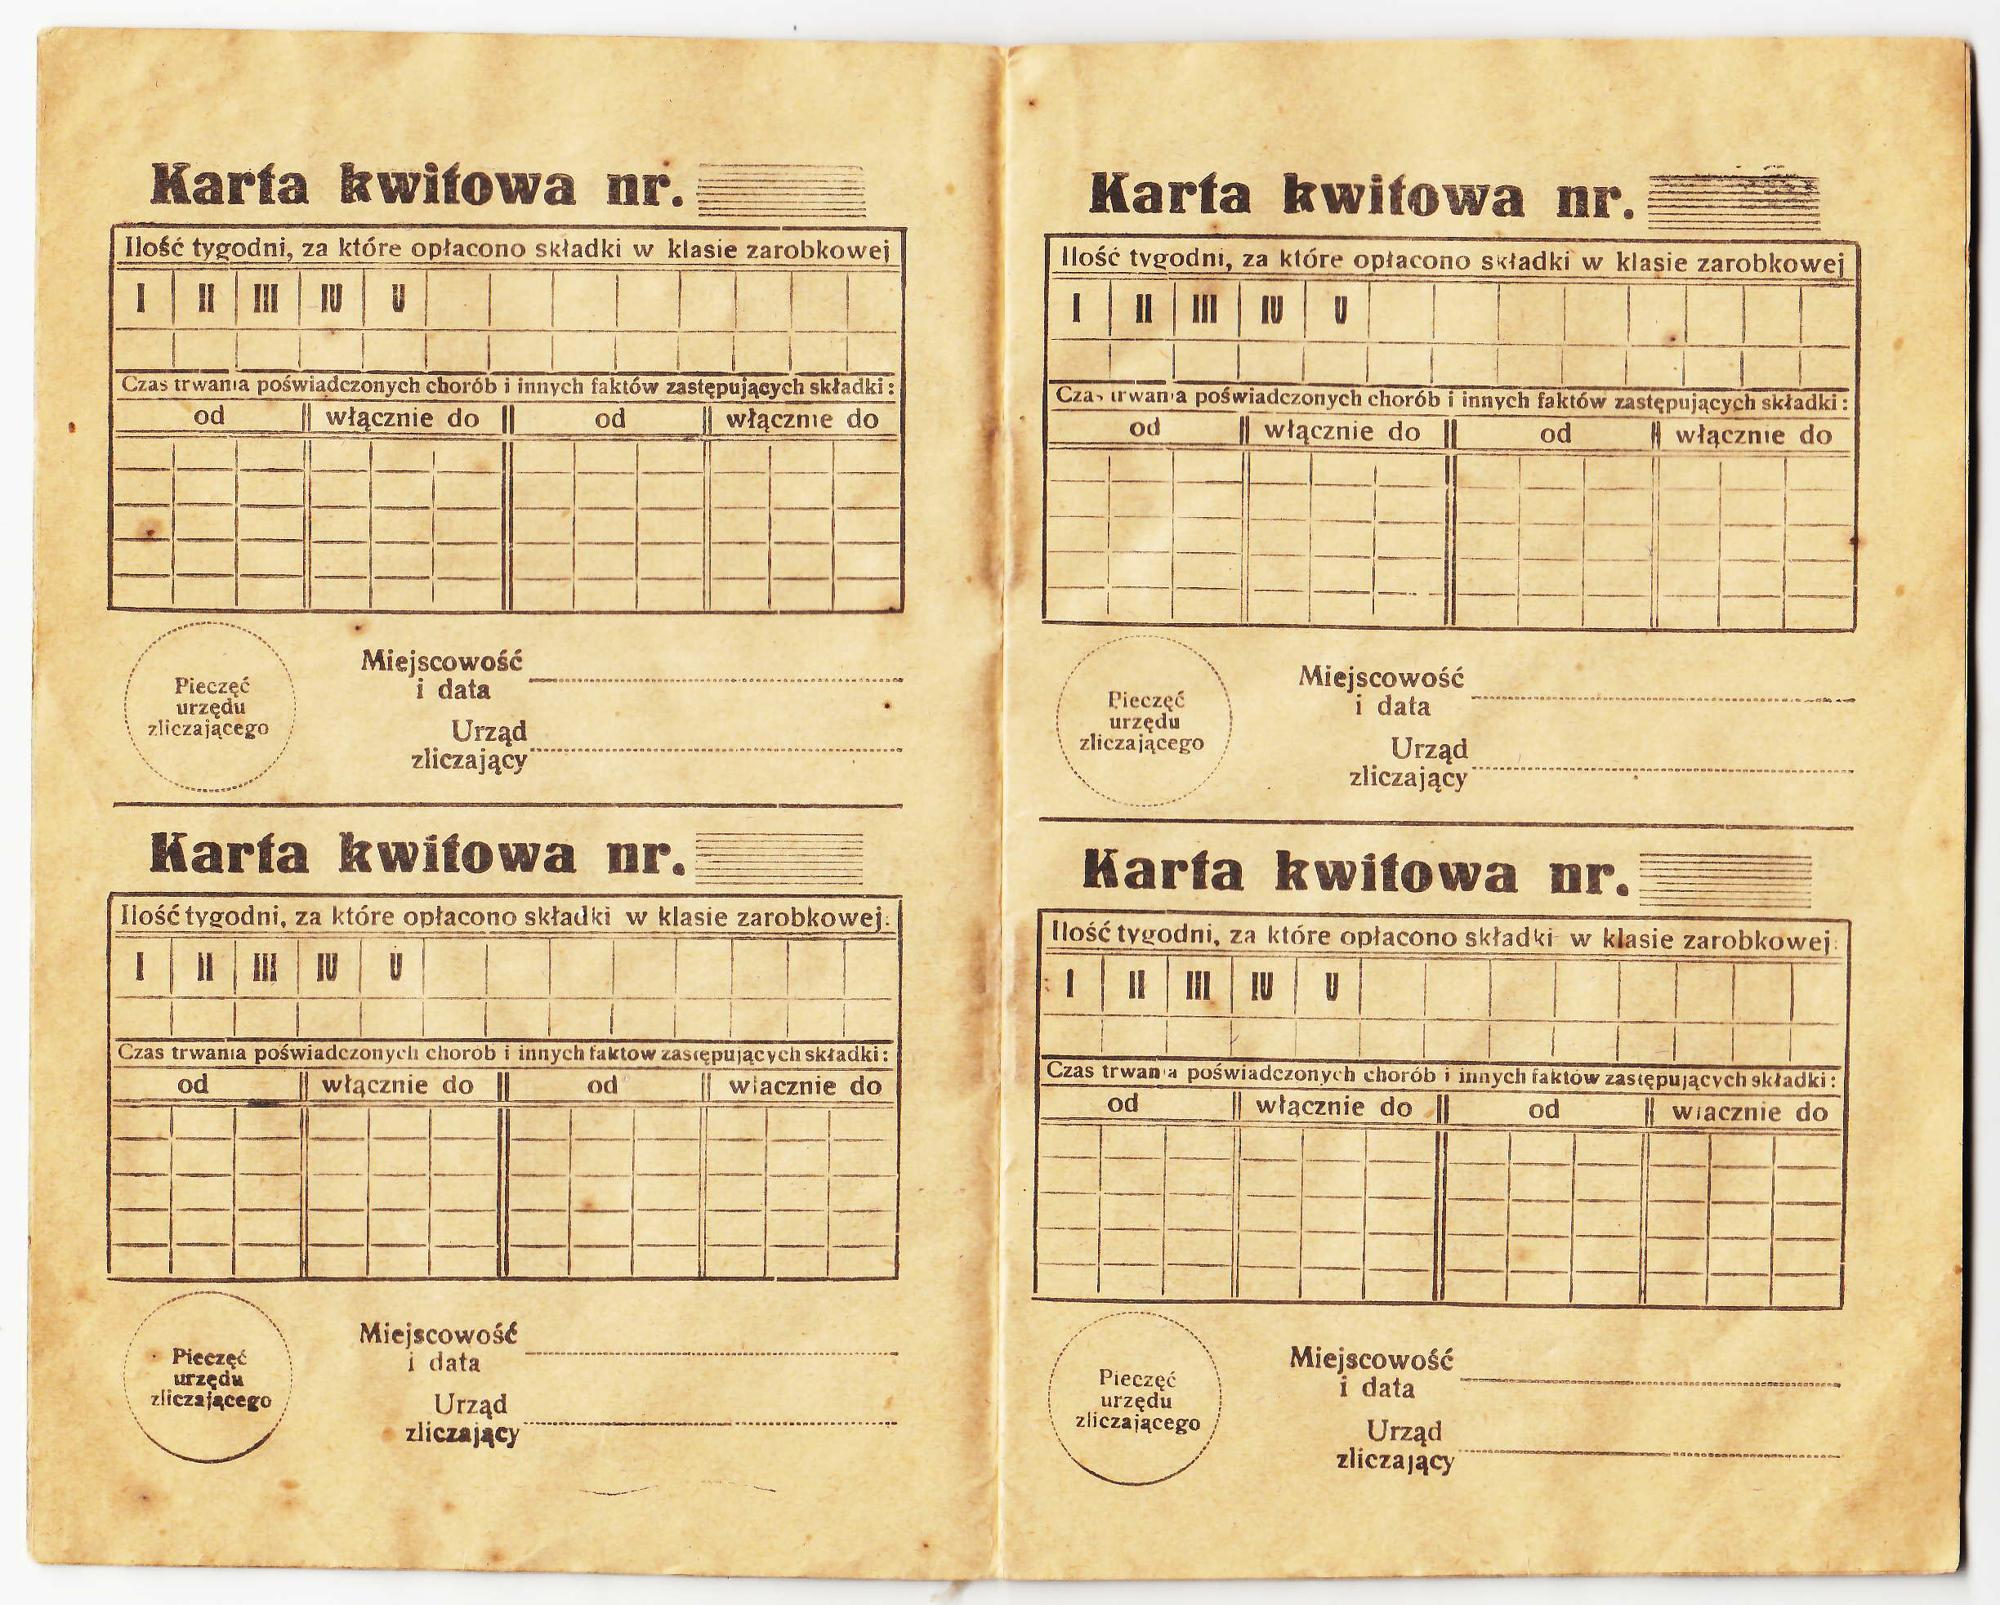 Karta kwitowa nr.
Ilość tygodni, za które opłacono składki w klasie zarobkowej
I II III IV V
Czas trwania poświadczonych chorób i innych faktów zastępujących składki:
od włącznie do od włącznie do
Pieczęć
urzędu
zliczającego
Miejscowość
i data
Urząd
zliczający
Karta kwitowa nr.
Ilość tygodni, za które opłacono składki w klasie zarobkowej.
I II III IV V
Czas trwania poświadczonych chorob i innych faktow zastępujących składki:
od włącznie do od wlacznie do
Pieczęć
urzędu
zliczającego
Miejscowość
i data
Urząd
zliczający
Karta kwitowa nr.
Ilość tygodni, za które opłacono składki w klasie zarobkowej
I II III IV V
Czas trwania poświadczonych chorób i innych faktów zastępujących składki:
od włącznie do od włącznie do
Pieczęć
urzędu
zliczającego
Miejscowość
i data
Urząd
zliczający
Karta kwitowa nr.
Ilość tygodni, za które opłacono składki w klasie zarobkowej.
I II III IV V
Czas trwania poświadczonych chorób i innych faktów zastępujących składki:
od włącznie do od wlacznie do
Pieczęć
urzędu
zliczającego
Miejscowość
i data
Urząd
zliczający